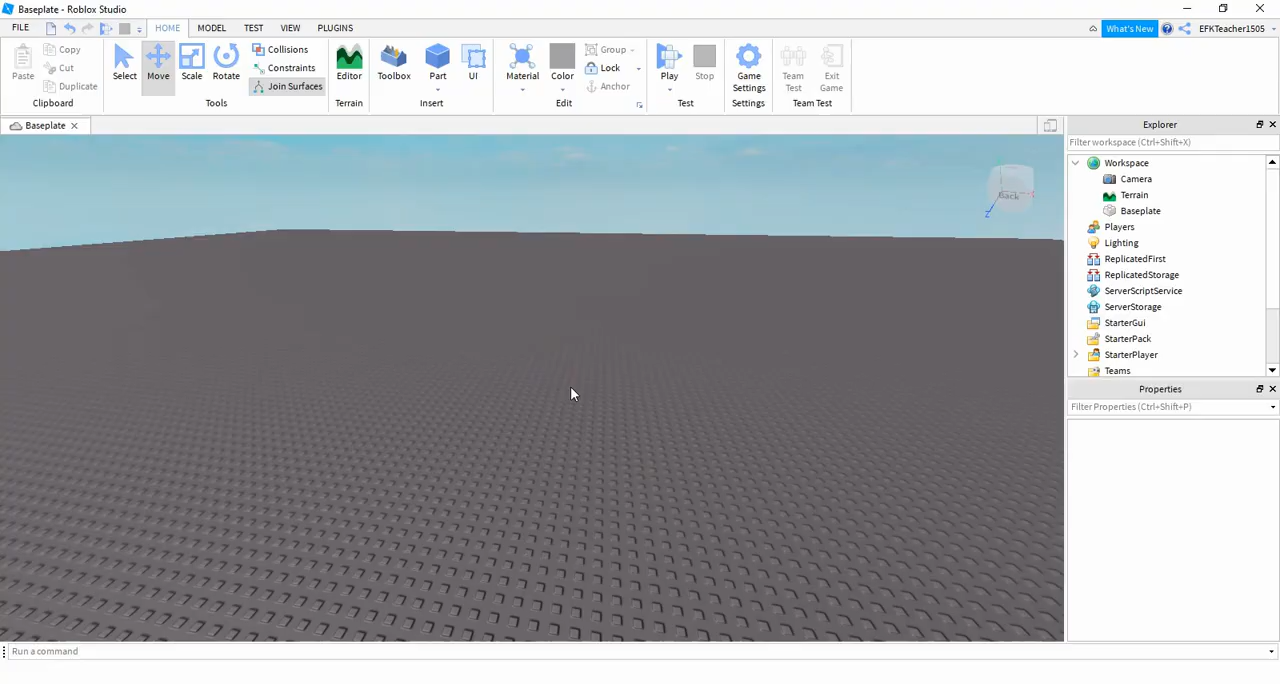 Baseplate - Roblox Studio
FILE HOME MODEL TEST VIEW PLUGINS What's New EFKTeacher1505
Paste Copy Cut Duplicate
Clipboard
Select Move Scale Rotate Collisions Constraints Join Surfaces
Tools
Editor
Terrain
Toolbox Part UI
Insert
Material Color Group Lock Anchor
Edit
Play Stop
Test
Game Settings
Settings
Team Test Exit Game
Team Test
Baseplate
Back
Z
Explorer
Filter workspace (Ctrl+Shift+X)
Workspace
Camera
Terrain
Baseplate
Players
Lighting
ReplicatedFirst
ReplicatedStorage
ServerScriptService
ServerStorage
StarterGui
StarterPack
StarterPlayer
Teams
Properties
Filter Properties (Ctrl+Shift+P)
Run a command